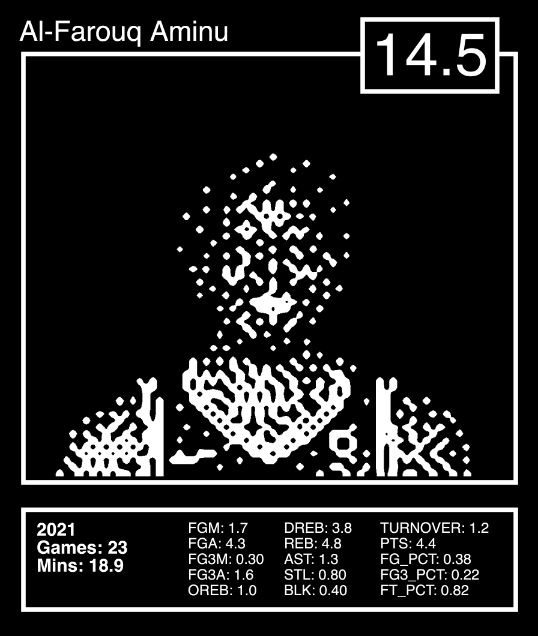 Al-Farouq Aminu
14.5
2021
Games: 23
Mins: 18.9
FGM: 1.7
FGA: 4.3
FG3M: 0.30
FG3A: 1.6
OREB: 1.0
DREB: 3.8
REB: 4.8
AST: 1.3
STL: 0.80
BLK: 0.40
TURNOVER: 1.2
PTS: 4.4
FG_PCT: 0.38
FG3_PCT: 0.22
FT_PCT: 0.82